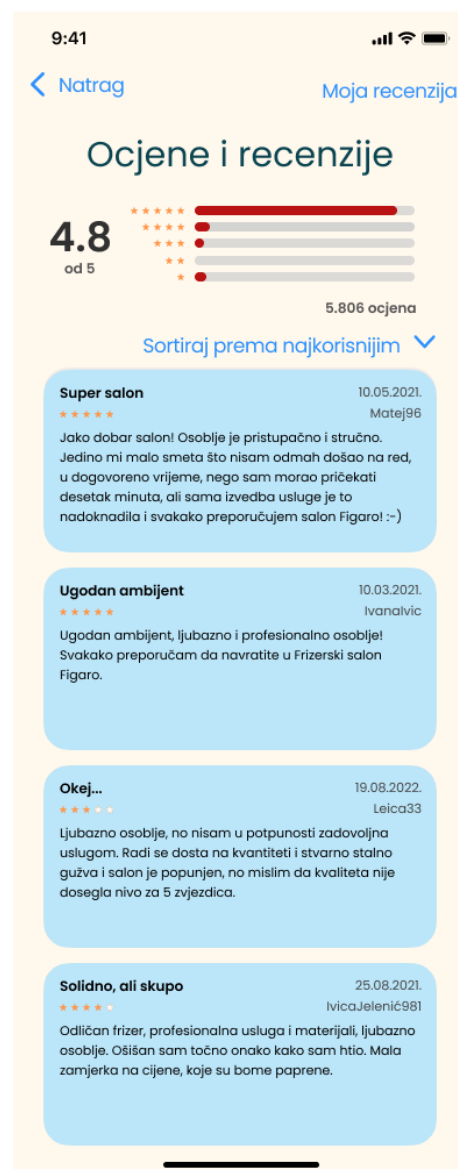 9:41
Natrag
Moja recenzija
Ocjene i recenzije
4.8
od 5
5.806 ocjena
Sortiraj prema najkorisnijim
Super salon
10.05.2021.
Matej96
Jako dobar salon! Osoblje je pristupačno i stručno.
Jedino mi malo smeta što nisam odmah došao na red,
u dogovoreno vrijeme, nego sam morao pričekati
desetak minuta, ali sama izvedba usluge je to
nadoknadila i svakako preporučujem salon Figaro! :-)
Ugodan ambijent
10.03.2021.
IvanaIvic
Ugodan ambijent, ljubazno i profesionalno osoblje!
Svakako preporučam da navratite u Frizerski salon
Figaro.
Okej...
19.08.2022.
Leica33
Ljubazno osoblje, no nisam u potpunosti zadovoljna
uslugom. Radi se dosta na kvantiteti i stvarno stalno
gužva i salon je popunjen, no mislim da kvaliteta nije
dosegla nivo za 5 zvjezdica.
Solidno, ali skupo
25.08.2021.
IvicaJelenić981
Odličan frizer, profesionalna usluga i materijali, ljubazno
osoblje. Ošišan sam točno onako kako sam htio. Mala
zamjerka na cijene, koje su bome paprene.